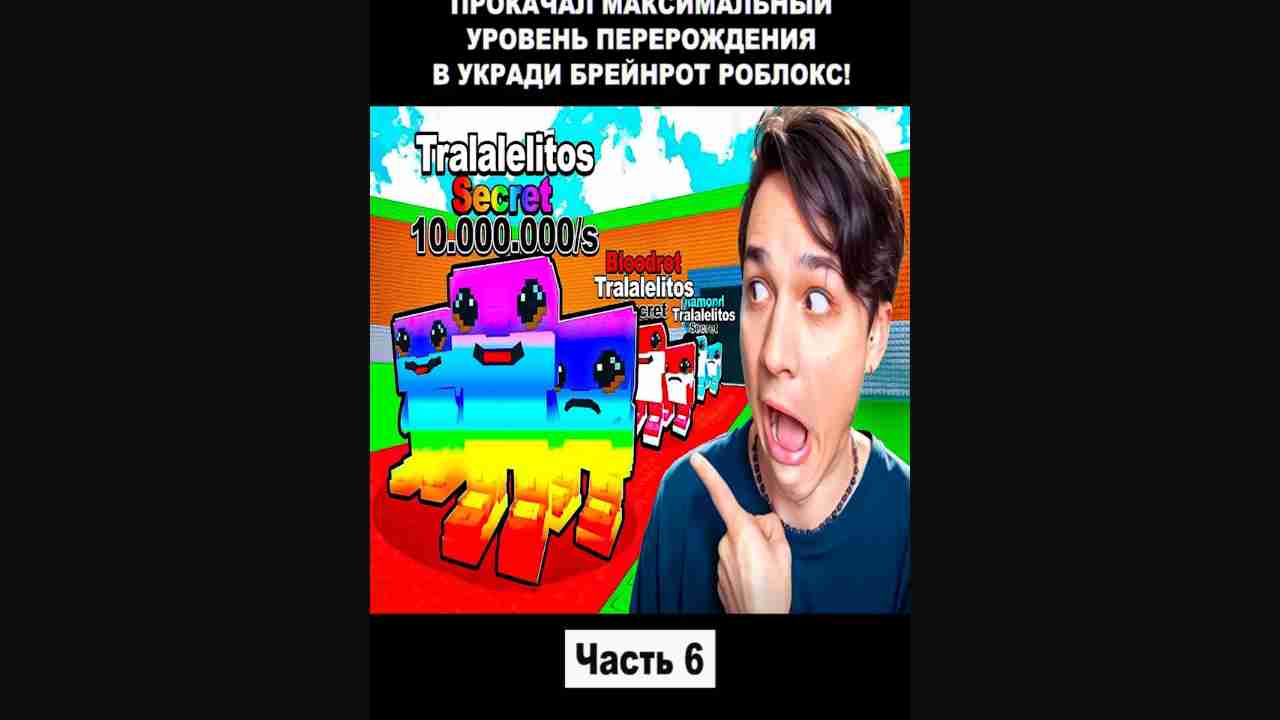 ПРОКАЧАЛ МАКСИМАЛЬНЫЙ
УРОВЕНЬ ПЕРЕРОЖДЕНИЯ
В УКРАДИ БРЕЙНРОТ РОБЛОКС!
Tralalelitos
Secret
10.000.000/s
Bloodrot
Tralalelitos
cret
Diamond
Tralalelitos
Secret
Часть 6